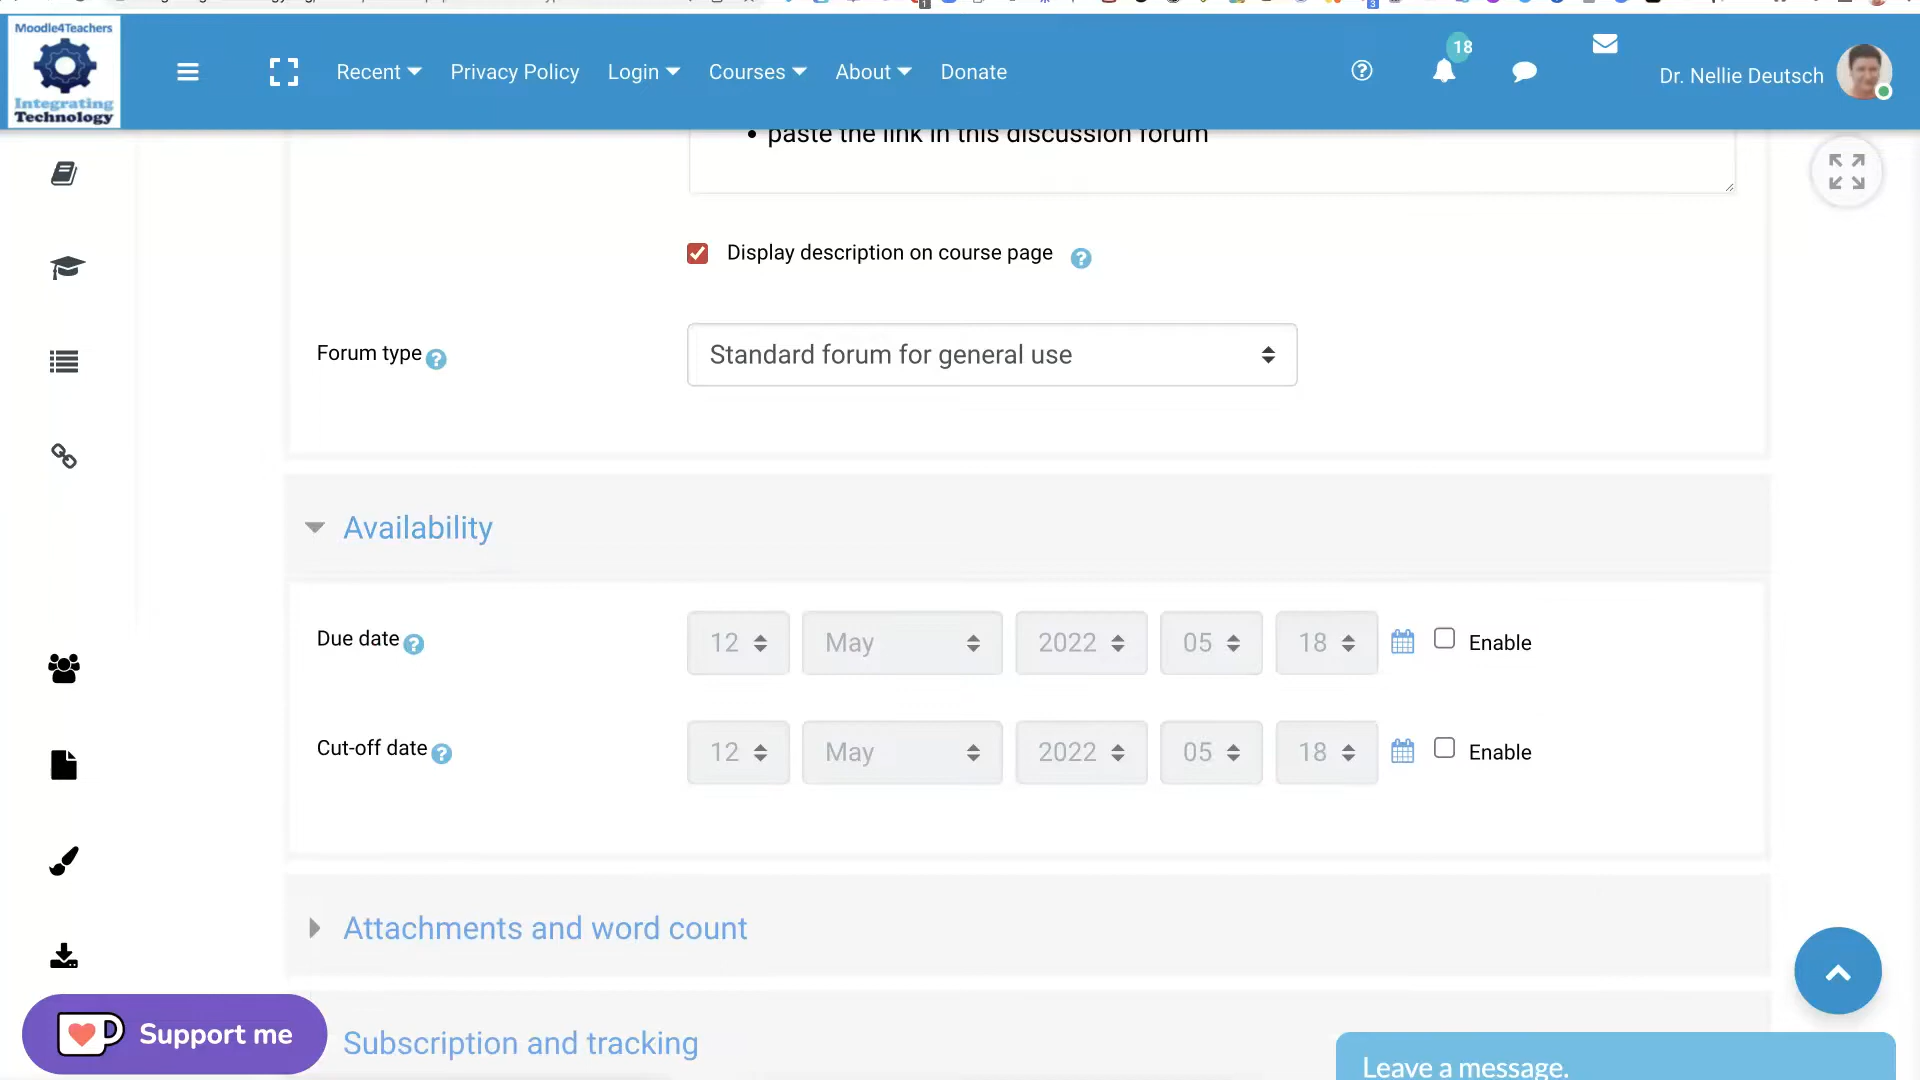 Moodle4Teachers
Integrating
Technology
Recent
Privacy Policy
Login
Courses
About
Donate
18
Dr. Nellie Deutsch
paste the link in this discussion forum
Display description on course page
Forum type
Standard forum for general use
Availability
Due date
12 May 2022 05 18 Enable
Cut-off date
12 May 2022 05 18 Enable
Attachments and word count
Subscription and tracking
Support me
Leave a message.